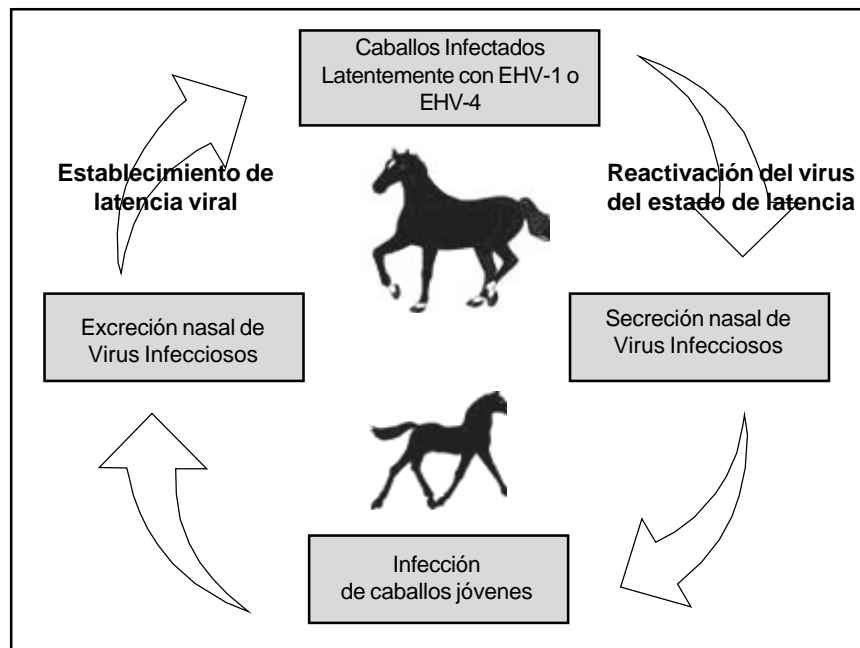 Caballos Infectados
Latentemente con EHV-1 o
EHV-4
Establecimiento de
latencia viral
Reactivación del virus
del estado de latencia
Excreción nasal de
Virus Infecciosos
Secreción nasal de
Virus Infecciosos
Infección
de caballos jóvenes